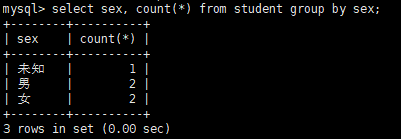 mysql> select sex, count(*) from student group by sex;
+--------+----------+
| sex    | count(*) |
+--------+----------+
| 未知   |        1 |
| 男     |        2 |
| 女     |        2 |
+--------+----------+
3 rows in set (0.00 sec)